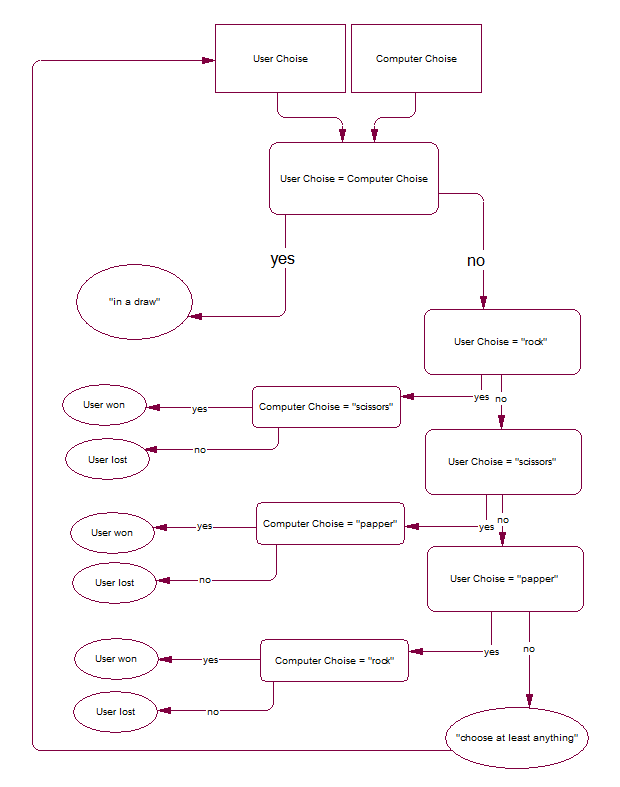 User Choise
Computer Choise
User Choise = Computer Choise
yes
no
"in a draw"
User Choise = "rock"
yes
no
Computer Choise = "scissors"
yes
User won
no
User lost
User Choise = "scissors"
yes
no
Computer Choise = "papper"
yes
User won
no
User lost
User Choise = "papper"
yes
no
Computer Choise = "rock"
yes
User won
no
User lost
"choose at least anything"